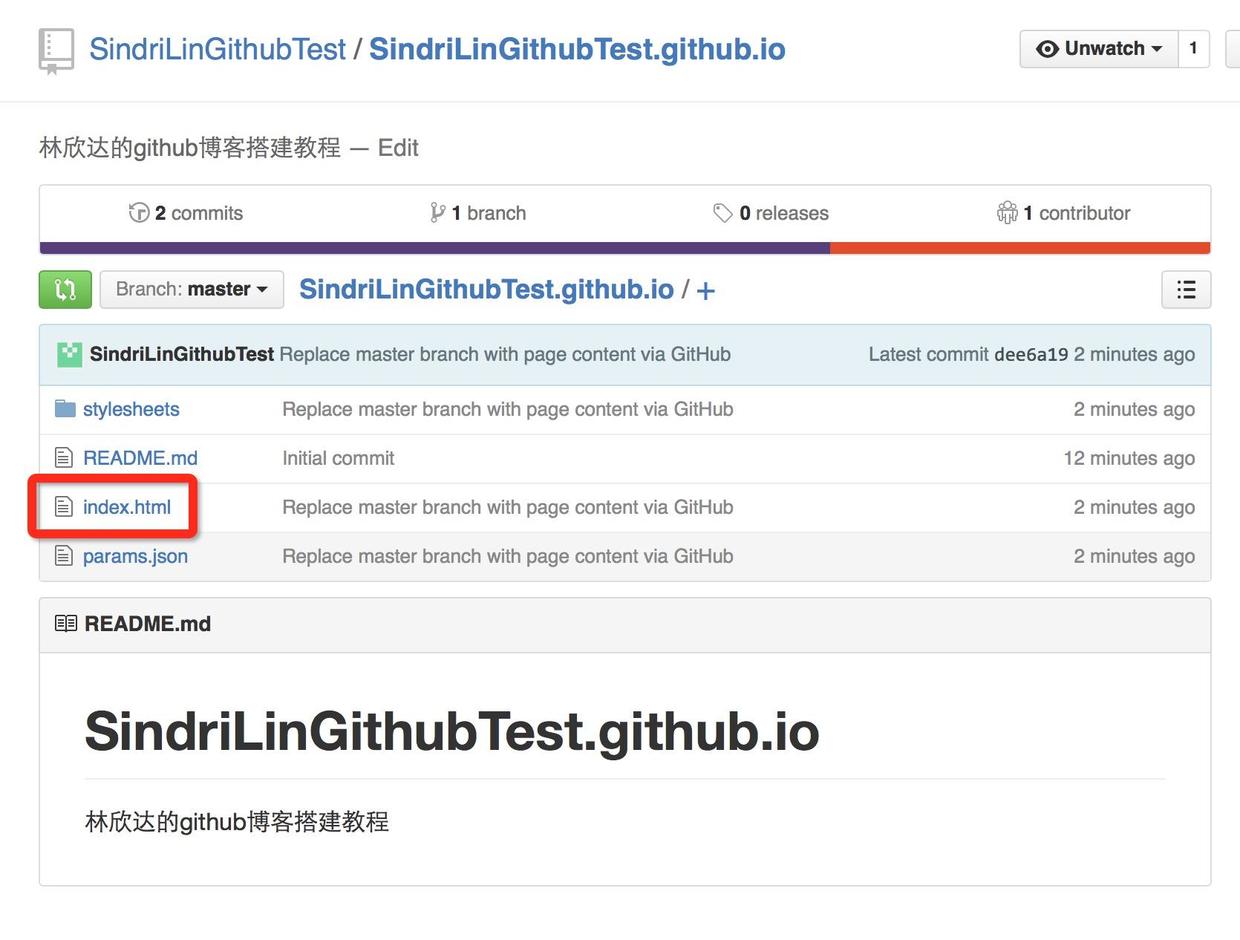 SindriLinGithubTest / SindriLinGithubTest.github.io Unwatch 1
林欣达的github博客搭建教程 — Edit
2 commits 1 branch 0 releases 1 contributor
Branch: master SindriLinGithubTest.github.io / +
SindriLinGithubTest Replace master branch with page content via GitHub Latest commit dee6a19 2 minutes ago
stylesheets Replace master branch with page content via GitHub 2 minutes ago
README.md Initial commit 12 minutes ago
index.html Replace master branch with page content via GitHub 2 minutes ago
params.json Replace master branch with page content via GitHub 2 minutes ago
README.md
SindriLinGithubTest.github.io
林欣达的github博客搭建教程